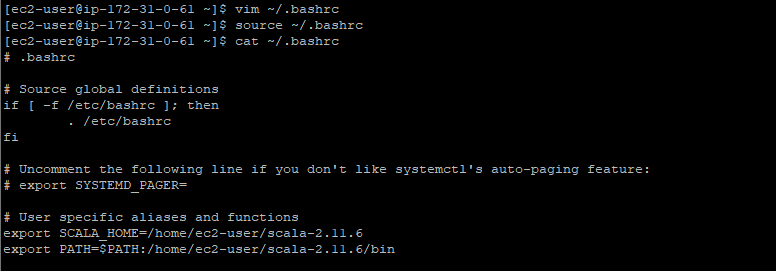 [ec2-user@ip-172-31-0-61 ~]$ vim ~/.bashrc
[ec2-user@ip-172-31-0-61 ~]$ source ~/.bashrc
[ec2-user@ip-172-31-0-61 ~]$ cat ~/.bashrc
# .bashrc
# Source global definitions
if [ -f /etc/bashrc ]; then
        . /etc/bashrc
fi
# Uncomment the following line if you don't like systemctl's auto-paging feature:
# export SYSTEMD_PAGER=
# User specific aliases and functions
export SCALA_HOME=/home/ec2-user/scala-2.11.6
export PATH=$PATH:/home/ec2-user/scala-2.11.6/bin